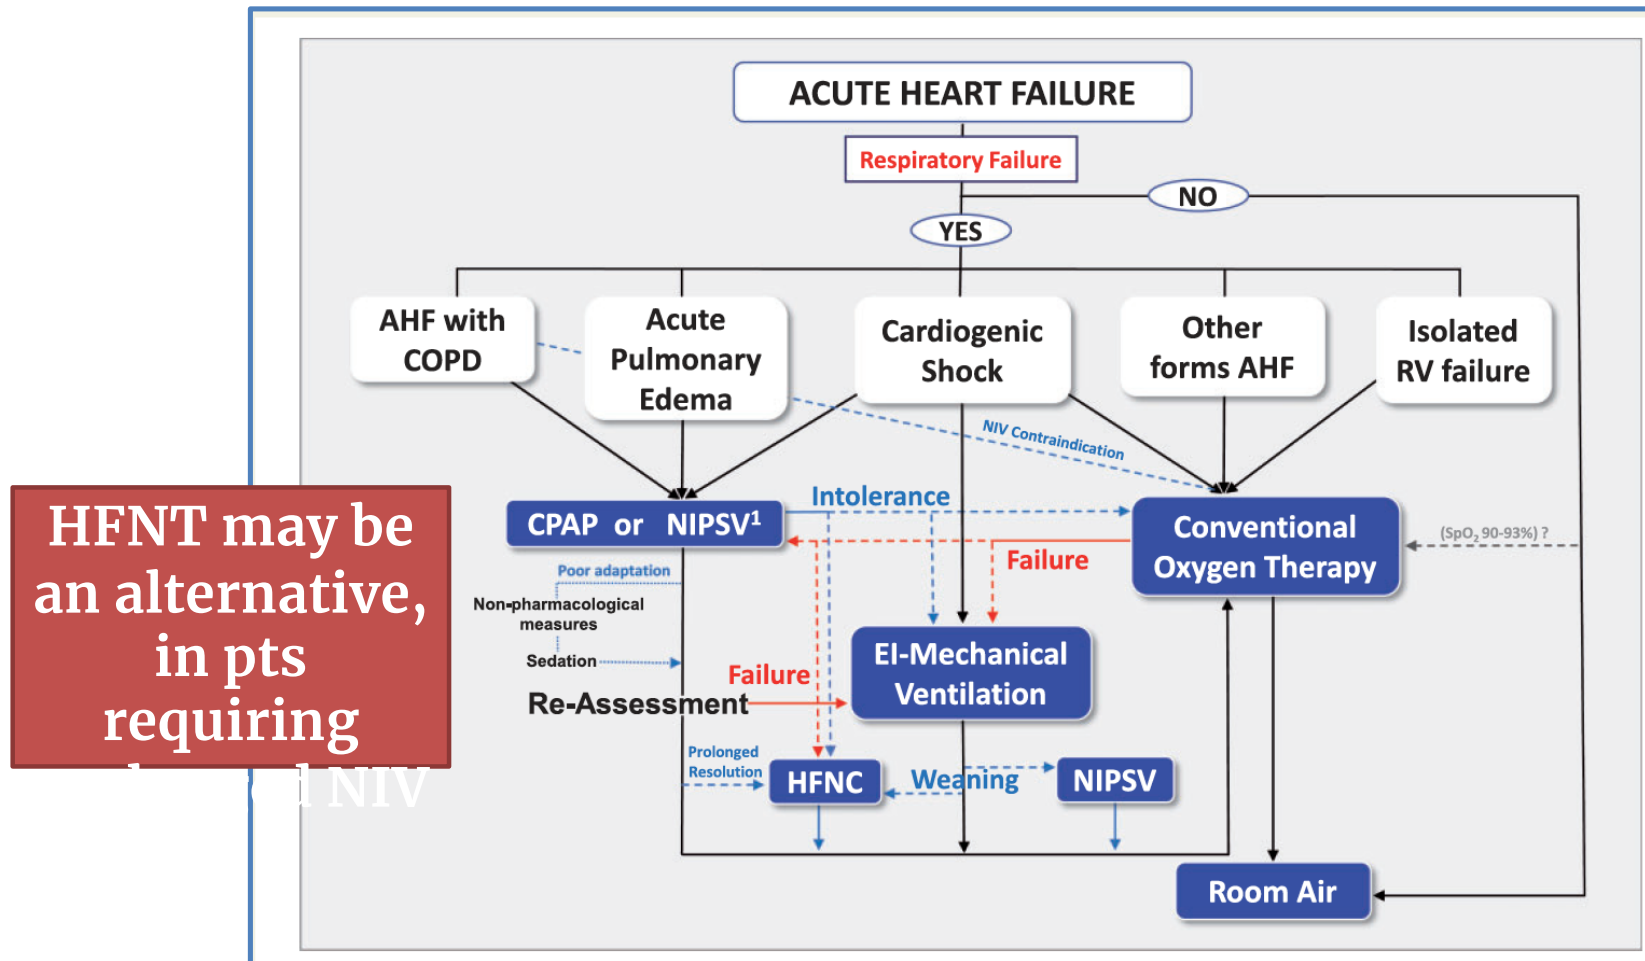 ACUTE HEART FAILURE
Respiratory Failure
NO
YES
AHF with
COPD
Acute
Pulmonary
Edema
Cardiogenic
Shock
Other
forms AHF
Isolated
RV failure
NIV Contraindication
CPAP or NIPSV¹
Intolerance
Conventional
Oxygen Therapy
(SpO₂ 90-93%) ?
Failure
Poor adaptation
Non-pharmacological
measures
Sedation
EI-Mechanical
Ventilation
Failure
Re-Assessment
Prolonged
Resolution
HFNC
Weaning
NIPSV
Room Air
HFNT may be
an alternative,
in pts
requiring
NIV